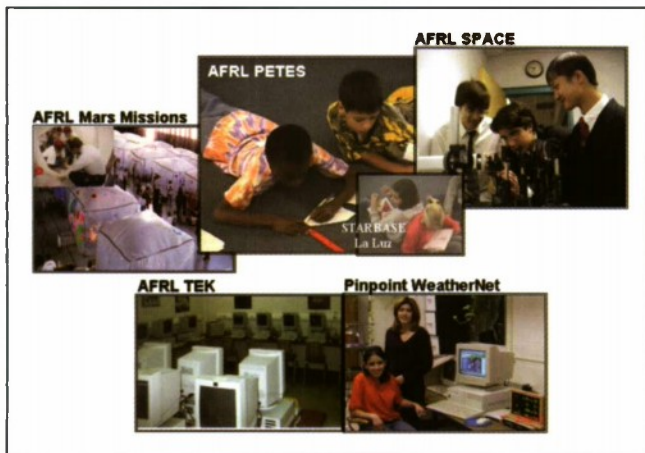 AFRL SPACE
AFRL PETES
AFRL Mars Missions
STARBASE
La Luz
AFRL TEK
Pinpoint WeatherNet